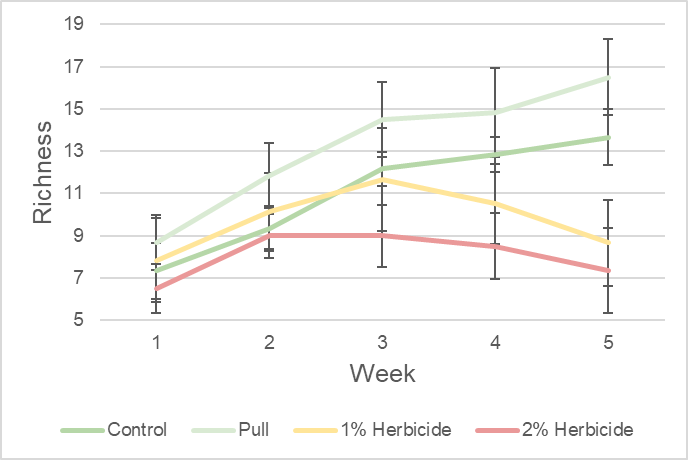 19
17
15
13
11
9
7
5
Richness
1 2 3 4 5
Week
Control Pull 1% Herbicide 2% Herbicide